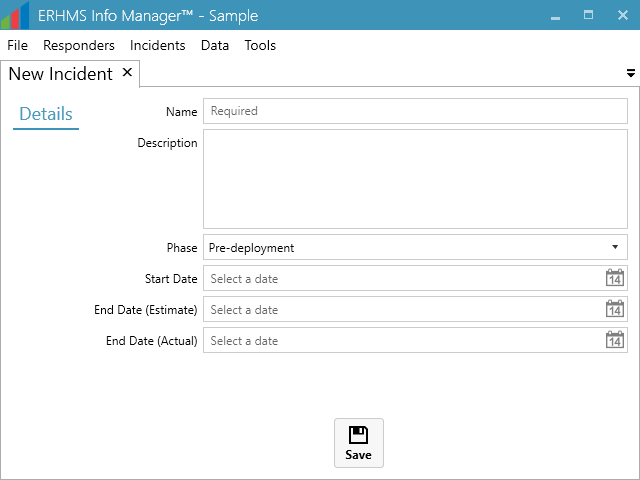 ERHMS Info Manager™ - Sample
File Responders Incidents Data Tools
New Incident
Details
Name Required
Description
Phase Pre-deployment
Start Date Select a date 14
End Date (Estimate) Select a date 14
End Date (Actual) Select a date 14
Save